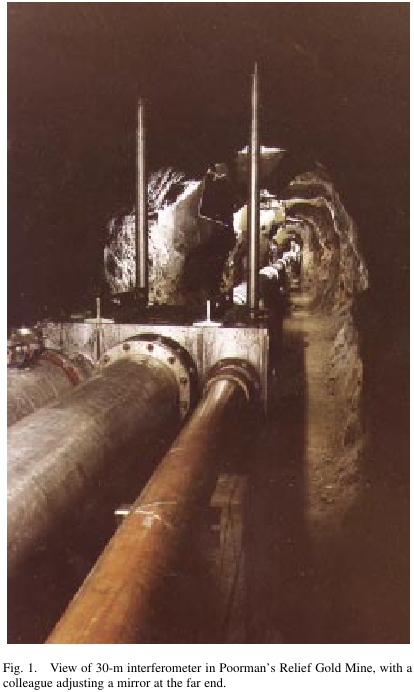 Fig. 1. View of 30-m interferometer in Poorman's Relief Gold Mine, with a
colleague adjusting a mirror at the far end.